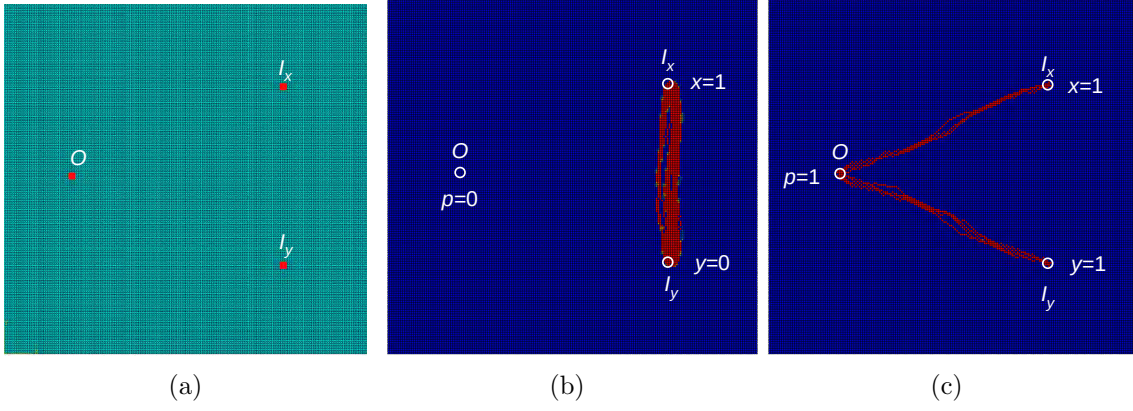 I_x
O
I_y
(a)
I_x
x=1
O
p=0
y=0
I_y
(b)
I_x
x=1
O
p=1
y=1
I_y
(c)